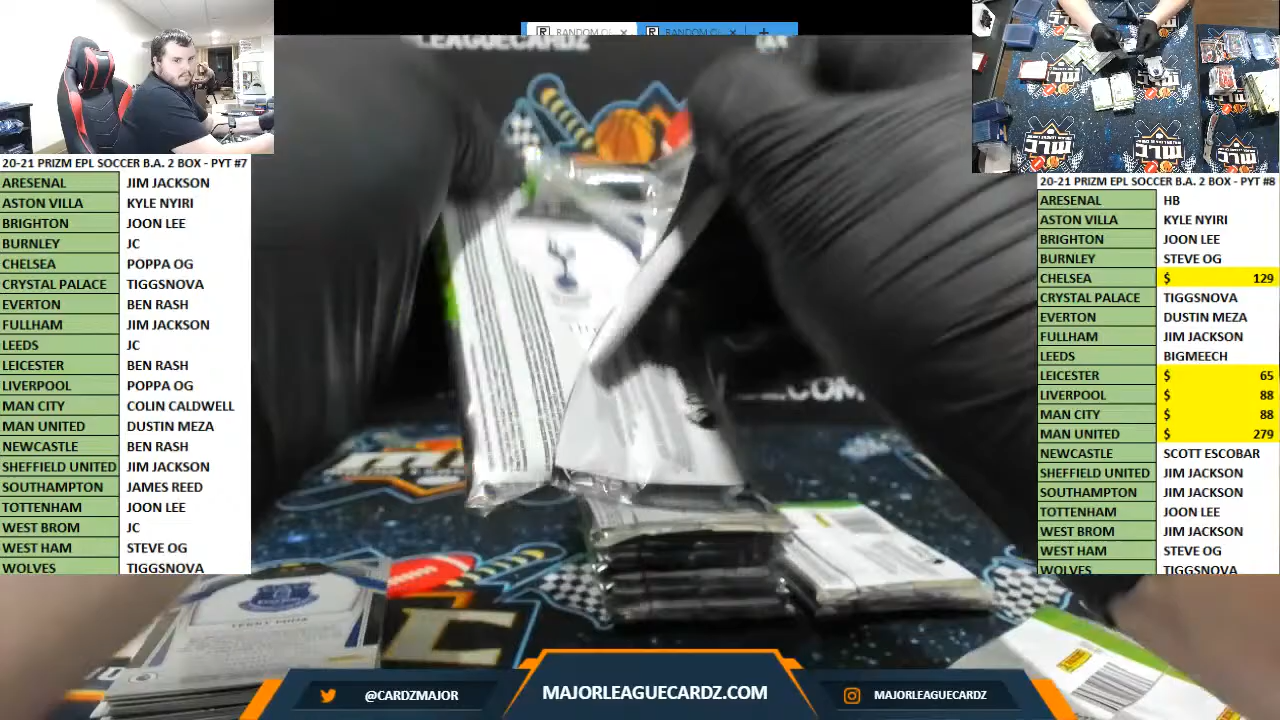 RANDOM.O
RANDOM.O
LEAGUECARDZ
.COM
20-21 PRIZM EPL SOCCER B.A. 2 BOX - PYT #7
ARESENAL JIM JACKSON
ASTON VILLA KYLE NYIRI
BRIGHTON JOON LEE
BURNLEY JC
CHELSEA POPPA OG
CRYSTAL PALACE TIGGSNOVA
EVERTON BEN RASH
FULLHAM JIM JACKSON
LEEDS JC
LEICESTER BEN RASH
LIVERPOOL POPPA OG
MAN CITY COLIN CALDWELL
MAN UNITED DUSTIN MEZA
NEWCASTLE BEN RASH
SHEFFIELD UNITED JIM JACKSON
SOUTHAMPTON JAMES REED
TOTTENHAM JOON LEE
WEST BROM JC
WEST HAM STEVE OG
WOLVES TIGGSNOVA
20-21 PRIZM EPL SOCCER B.A. 2 BOX - PYT #8
ARESENAL HB
ASTON VILLA KYLE NYIRI
BRIGHTON JOON LEE
BURNLEY STEVE OG
CHELSEA $ 129
CRYSTAL PALACE TIGGSNOVA
EVERTON DUSTIN MEZA
FULLHAM JIM JACKSON
LEEDS BIGMEECH
LEICESTER $ 65
LIVERPOOL $ 88
MAN CITY $ 88
MAN UNITED $ 279
NEWCASTLE SCOTT ESCOBAR
SHEFFIELD UNITED JIM JACKSON
SOUTHAMPTON JIM JACKSON
TOTTENHAM JOON LEE
WEST BROM JIM JACKSON
WEST HAM STEVE OG
WOLVES TIGGSNOVA
@CARDZMAJOR
MAJORLEAGUECARDZ.COM
MAJORLEAGUECARDZ